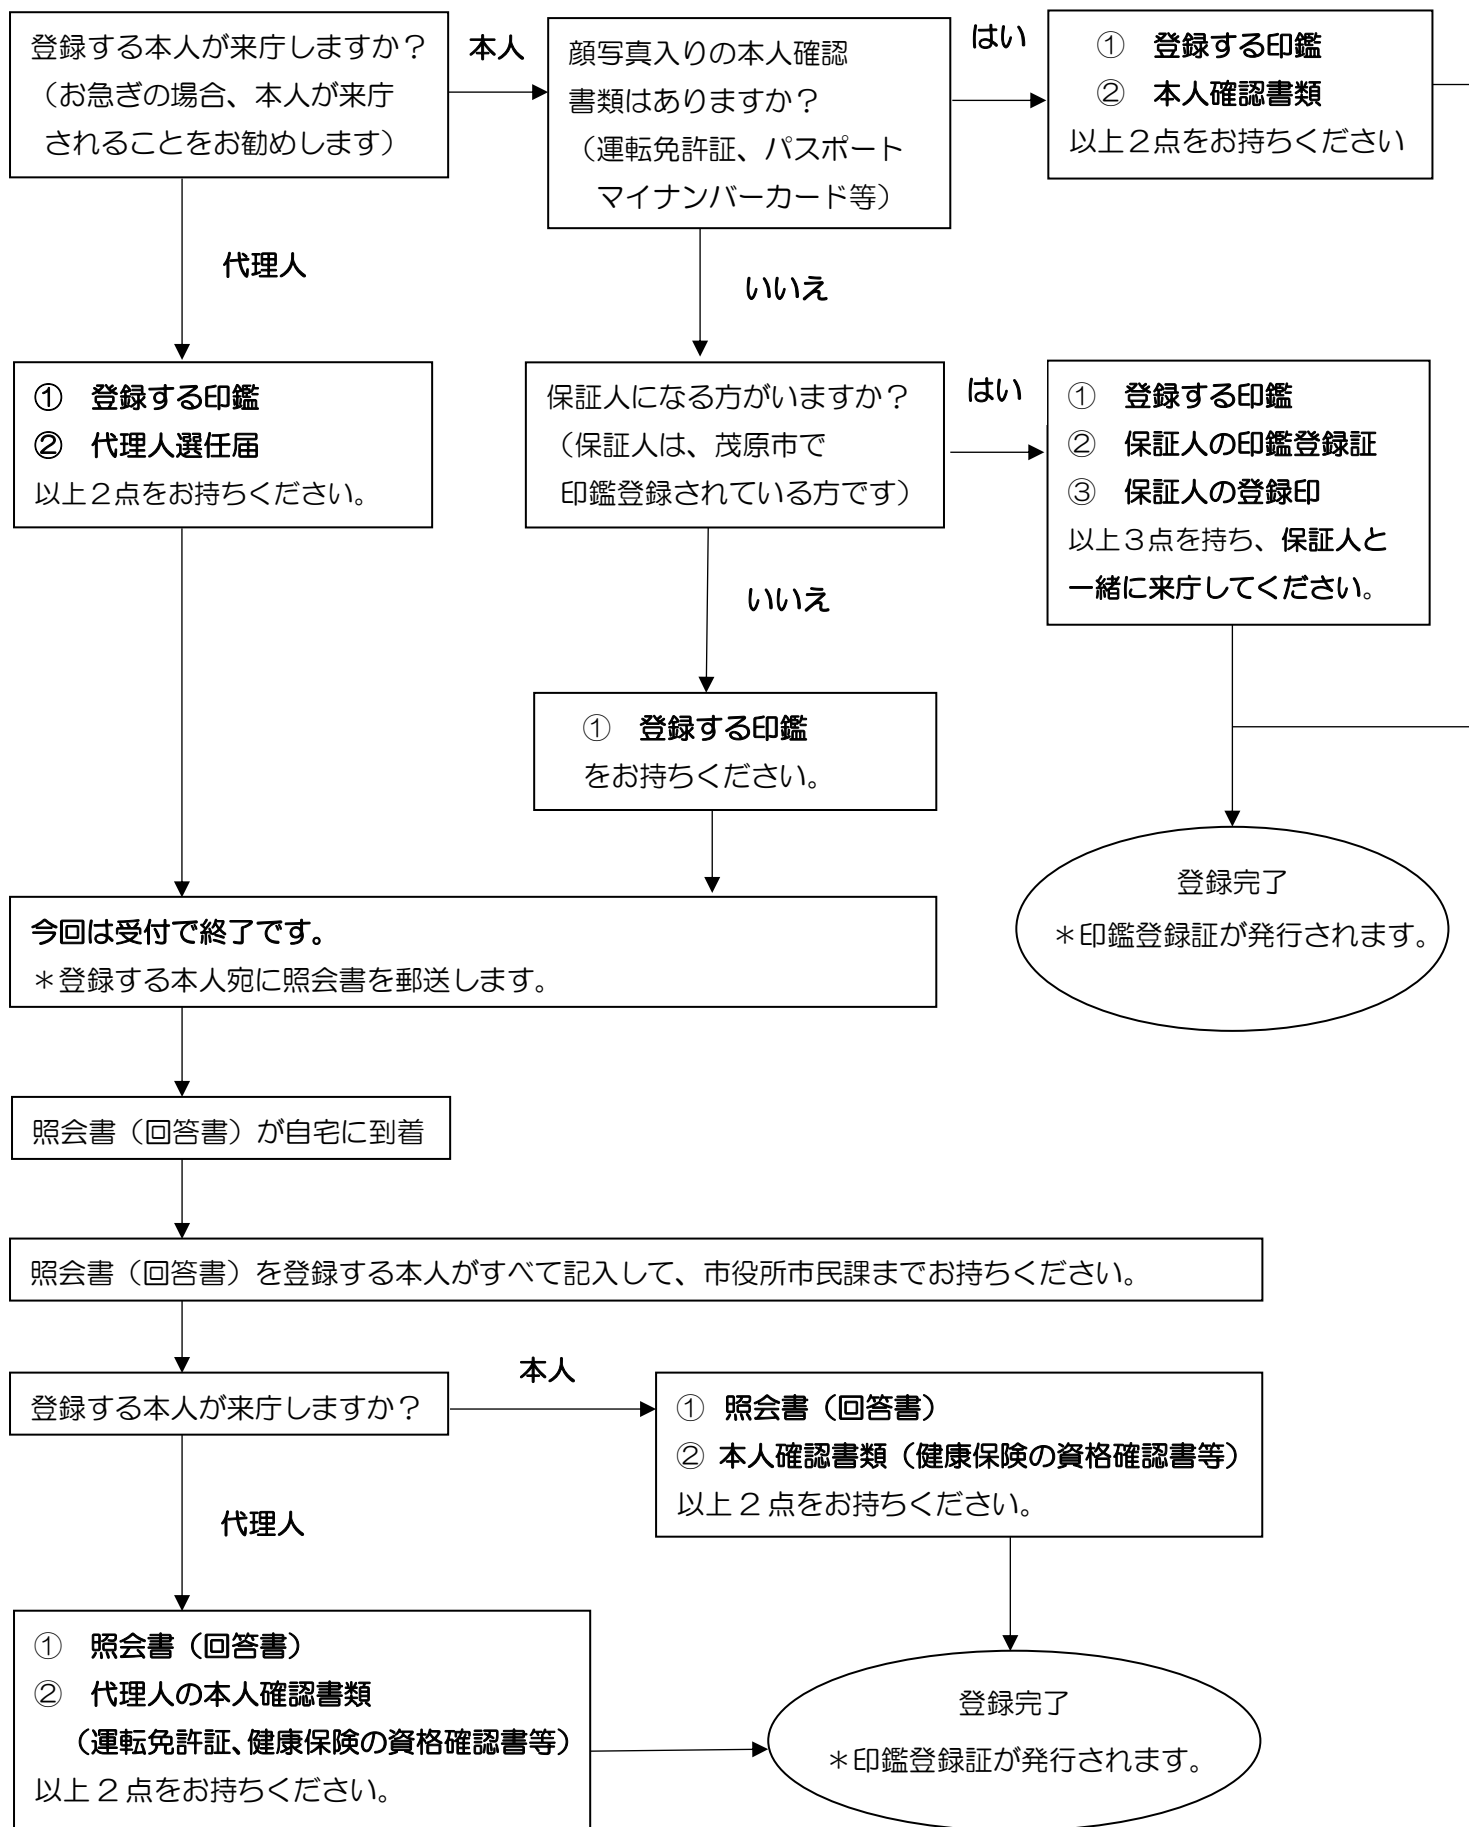 登録する本人が来庁しますか？
（お急ぎの場合、本人が来庁
されることをお勧めします）
本人
顔写真入りの本人確認
書類はありますか？
（運転免許証、パスポート
マイナンバーカード等）
はい
① 登録する印鑑
② 本人確認書類
以上２点をお持ちください
代理人
いいえ
① 登録する印鑑
② 代理人選任届
以上２点をお持ちください。
保証人になる方がいますか？
（保証人は、茂原市で
印鑑登録されている方です）
はい
① 登録する印鑑
② 保証人の印鑑登録証
③ 保証人の登録印
以上３点を持ち、保証人と
一緒に来庁してください。
いいえ
① 登録する印鑑
をお持ちください。
登録完了
＊印鑑登録証が発行されます。
今回は受付で終了です。
＊登録する本人宛に照会書を郵送します。
照会書（回答書）が自宅に到着
照会書（回答書）を登録する本人がすべて記入して、市役所市民課までお持ちください。
登録する本人が来庁しますか？
本人
① 照会書（回答書）
② 本人確認書類（健康保険の資格確認書等）
以上 2 点をお持ちください。
代理人
① 照会書（回答書）
② 代理人の本人確認書類
（運転免許証、健康保険の資格確認書等）
以上 2 点をお持ちください。
登録完了
＊印鑑登録証が発行されます。